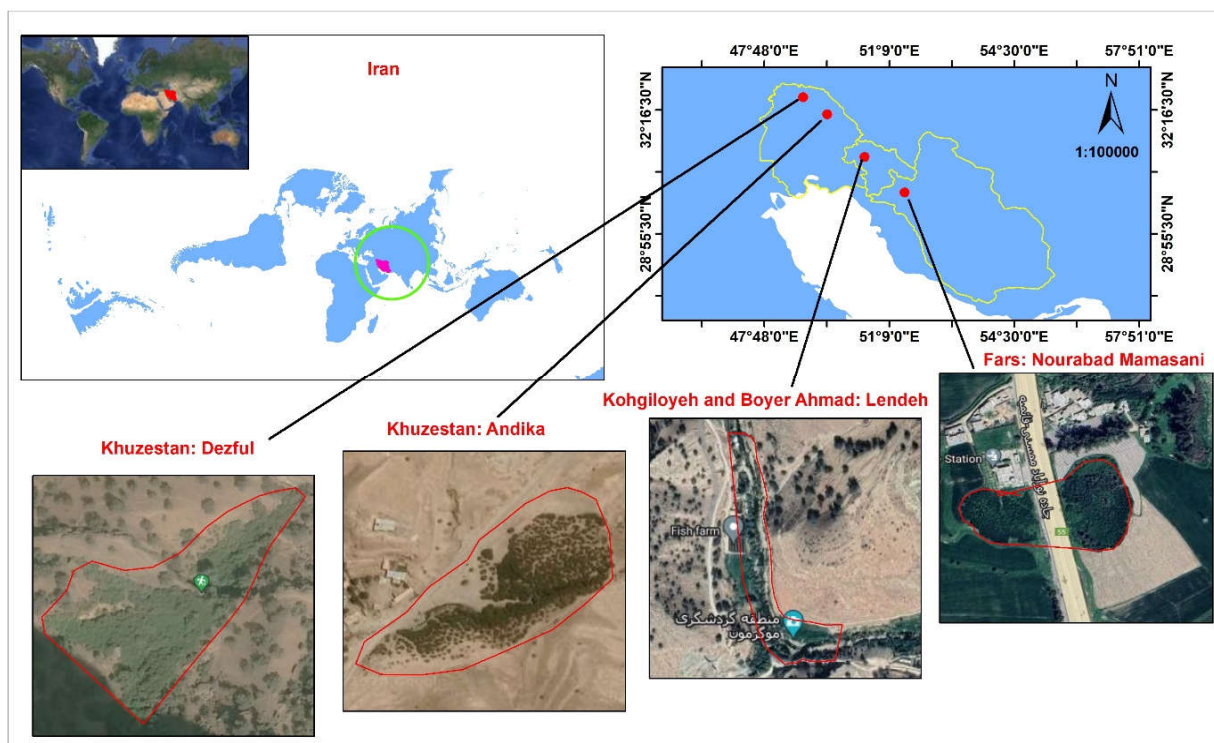 Iran
47°48'0"E 51°9'0"E 54°30'0"E 57°51'0"E
32°16'30"N
28°55'30"N
32°16'30"N
28°55'30"N
N
1:100000
47°48'0"E 51°9'0"E 54°30'0"E 57°51'0"E
Fars: Nourabad Mamasani
Kohgiloyeh and Boyer Ahmad: Lendeh
Khuzestan: Andika
Khuzestan: Dezful
Station
55
Fish farm
منطقه گردشگری